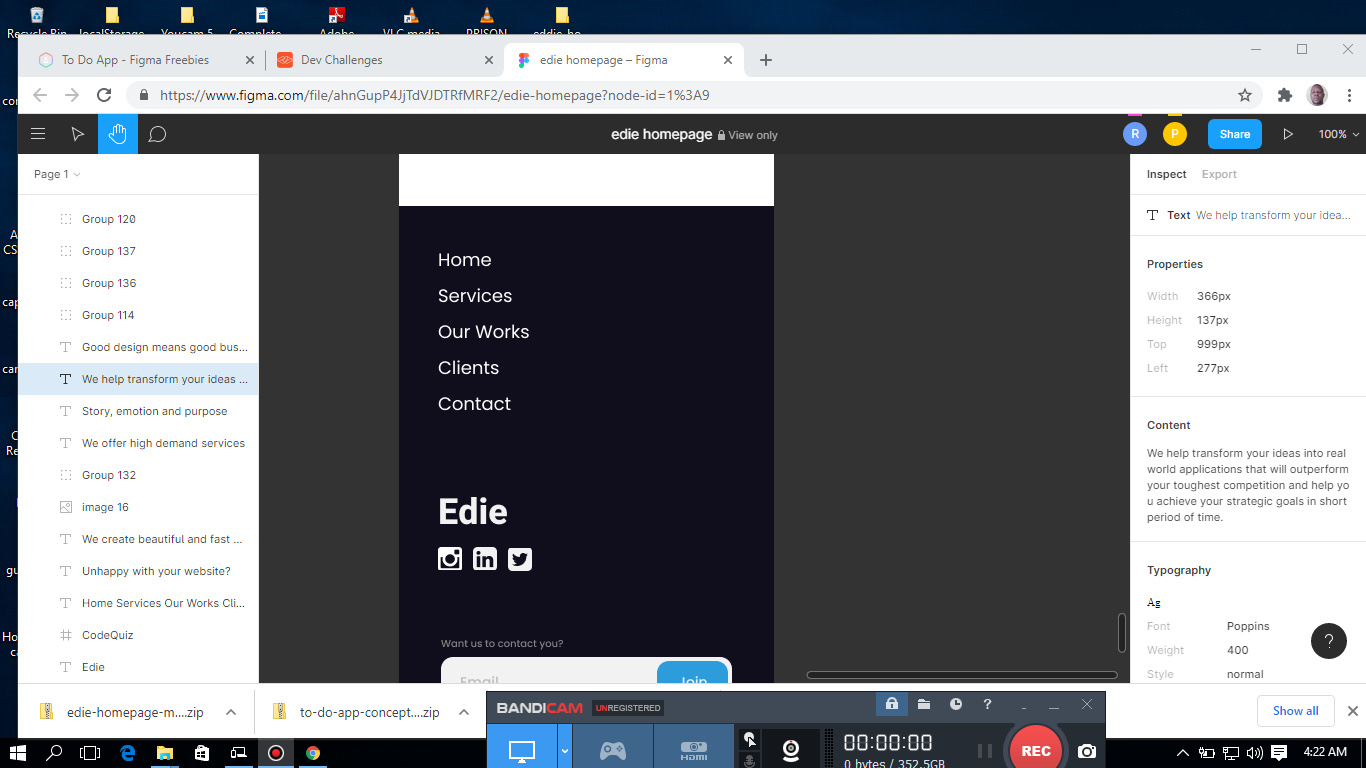 Recycle Bin
localStorage
Youcam 5
Complete
Adobe
VLC media
PRISON
eddie-ho
To Do App - Figma Freebies
Dev Challenges
edie homepage – Figma
https://www.figma.com/file/ahnGupP4JjTdVJDTRfMRF2/edie-homepage?node-id=1%3A9
edie homepage View only
R
P
Share
100%
Page 1
Group 120
Group 137
Group 136
Group 114
Good design means good bus...
We help transform your ideas ...
Story, emotion and purpose
We offer high demand services
Group 132
image 16
We create beautiful and fast ...
Unhappy with your website?
Home Services Our Works Cli...
CodeQuiz
Edie
Home
Services
Our Works
Clients
Contact
Edie
in
Want us to contact you?
Email
Join
Inspect
Export
Text We help transform your idea...
Properties
Width 366px
Height 137px
Top 999px
Left 277px
Content
We help transform your ideas into real
world applications that will outperform
your toughest competition and help yo
u achieve your strategic goals in short
period of time.
Typography
Ag
Font Poppins
Weight 400
Style normal
?
edie-homepage-m....zip
to-do-app-concept....zip
Show all
BANDICAM UNREGISTERED
?
HDMI
00:00:00
0 bytes / 352.5GB
REC
4:22 AM